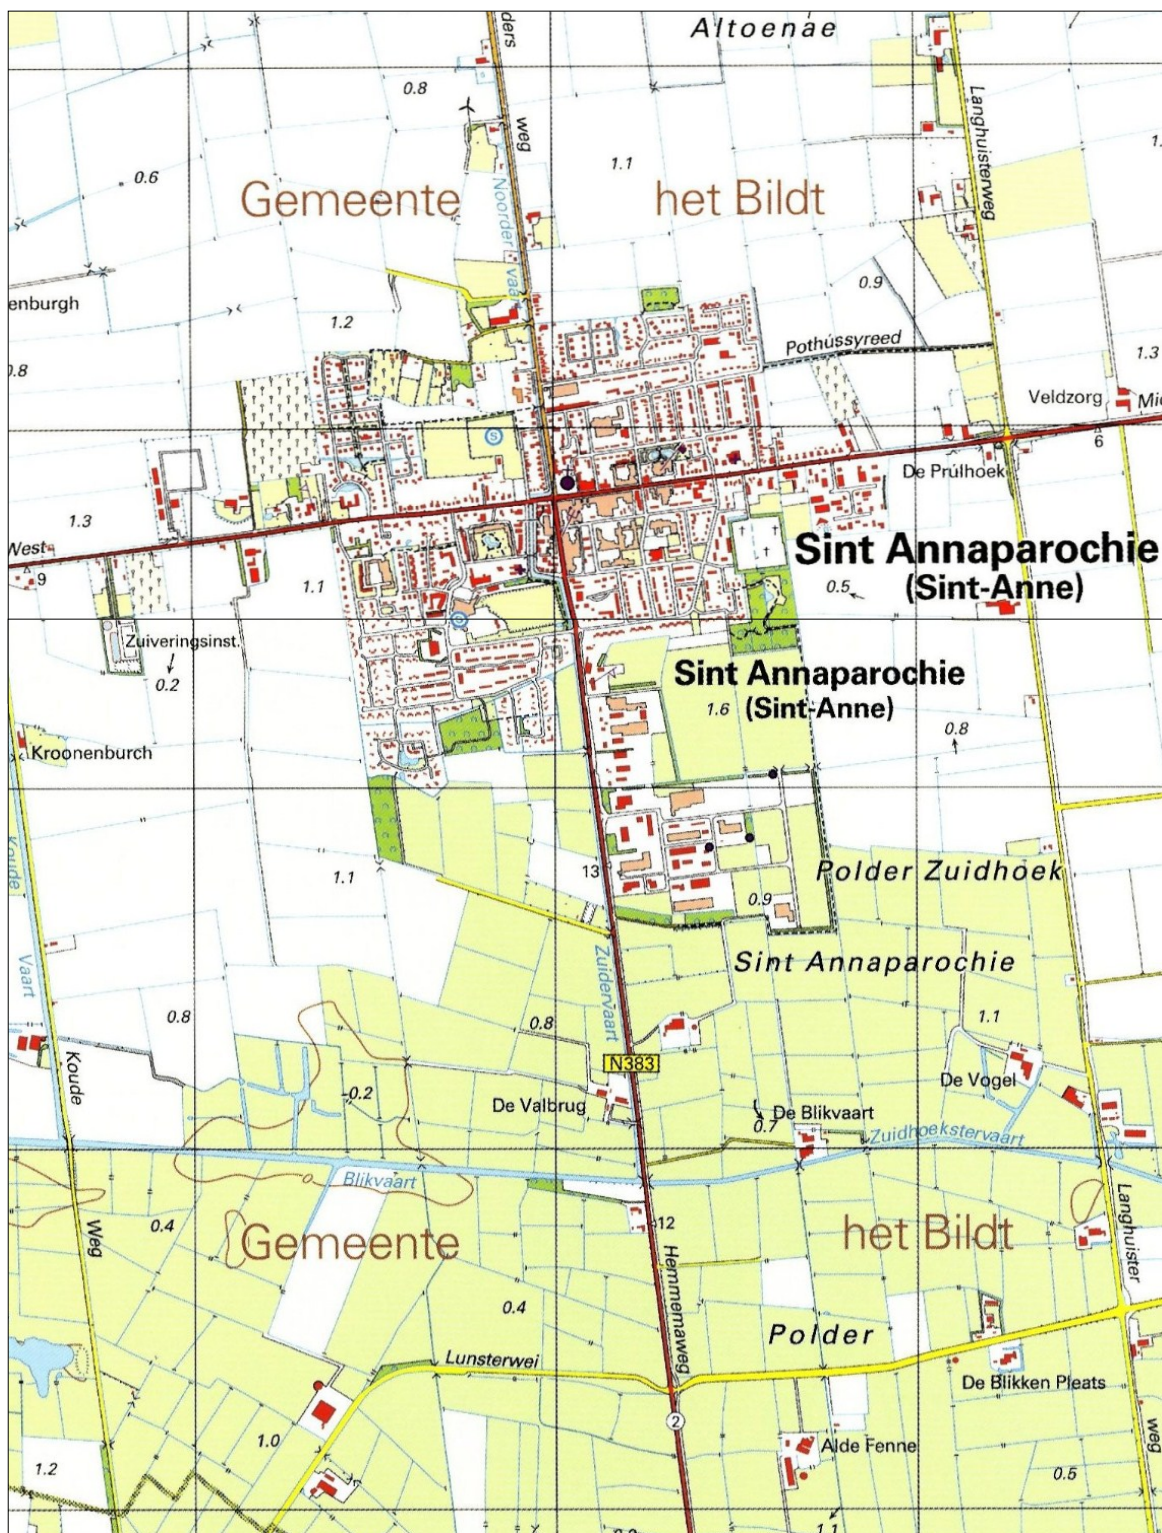 ders
Altoenae
0.8
weg
Langhuisterweg
1.1
0.6
Gemeente
het Bildt
Noorder
vaart
enburgh
0.9
1.2
Pothússyreed
1.3
0.8
Veldzorg
S
6
De Prúlhoek
1.3
West
9
Sint Annaparochie
(Sint-Anne)
1.1
0.5
Zuiveringsinst.
0.2
Sint Annaparochie
(Sint-Anne)
1.6
0.8
Kroonenburch
Koude
Vaart
13
1.1
Polder Zuidhoek
0.9
Zuidervaart
Sint Annaparochie
0.8
0.8
1.1
Koude
N383
-0.2
De Valbrug
De Vogel
De Blikvaart
0.7
Zuidhoekstervaart
Blikvaart
0.4
Weg
12
Gemeente
het Bildt
Langhuister
Hemmemaweg
0.4
Polder
Lunsterwei
De Blikken Pleats
2
1.0
Alde Fenne
weg
1.2
0.5
1.1